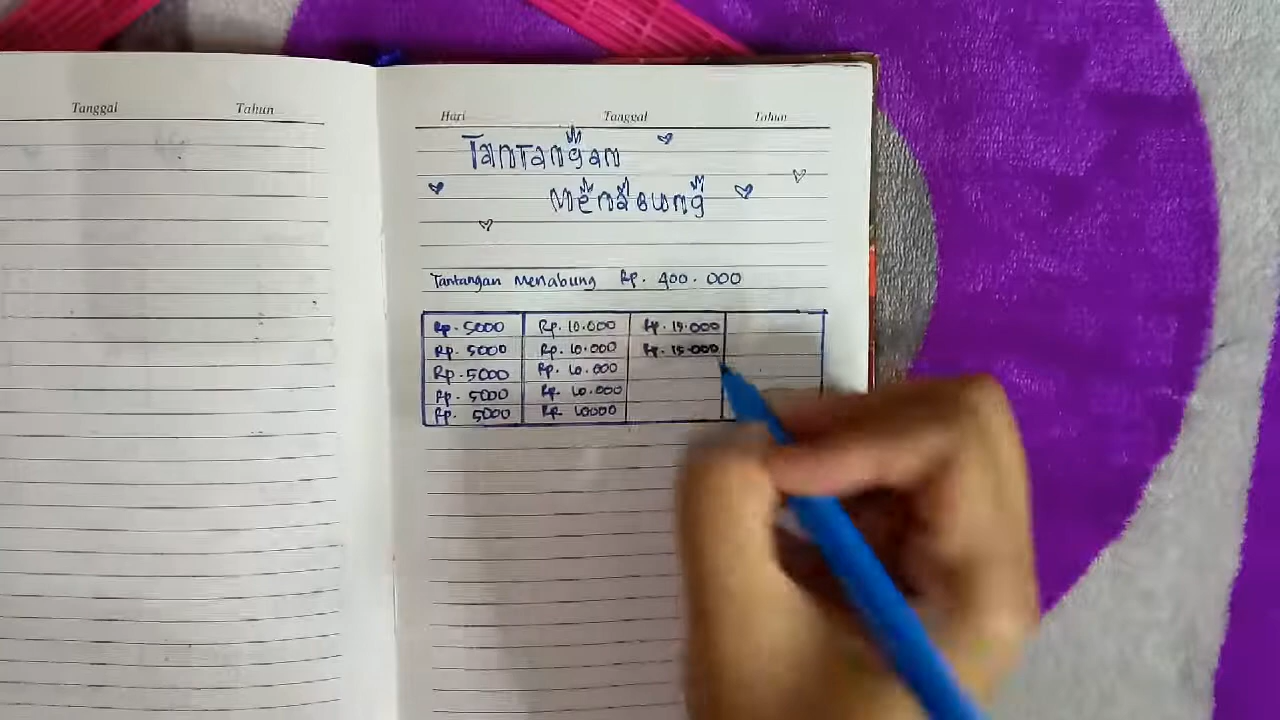 Tanggal Tahun
Hari Tanggal Tahun
Tantangan
Menabung
Tantangan Menabung Rp. 400.000
Rp. 5000 Rp. 10.000 Rp. 15.000
Rp. 5000 Rp. 10.000 Rp. 15.000
Rp. 5000 Rp. 10.000
Rp. 5000 Rp. 10.000
Rp. 5000 Rp. 10000